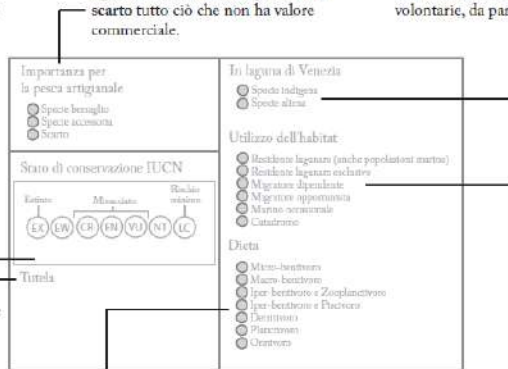 scarto tutto ciò che non ha valore
commerciale.
volontarie, da par
Importanza per
la pesca artigianale
Specie bersaglio
Specie accessoria
Scarto
Stato di conservazione IUCN
Estinto
Minacciato
Rischio
minimo
EX EW CR EN VU NT LC
Tutela
In laguna di Venezia
Specie indigena
Specie aliena
Utilizzo dell'habitat
Residente lagunare (anche popolazioni marine)
Residente lagunare esclusivo
Migratore dipendente
Migratore opportunista
Marino occasionale
Catadromo
Dieta
Micro-bentivoro
Macro-bentivoro
Iper-bentivoro e Zooplanctivoro
Iper-bentivoro e Piscivoro
Detritivoro
Planctivoro
Onnivoro